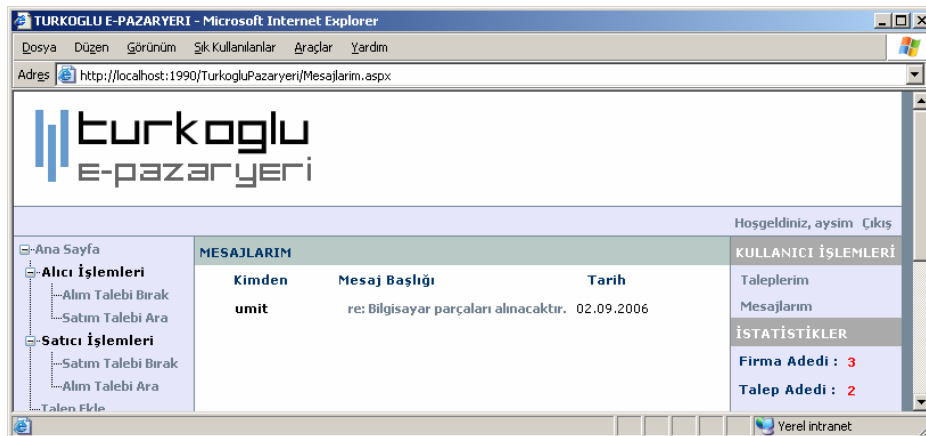 TURKOGLU E-PAZARYERI - Microsoft Internet Explorer
Dosya Düzen Görünüm Sık Kullanılanlar Araçlar Yardım
Adres http://localhost:1990/TurkogluPazaryeri/Mesajlarim.aspx
turkoglu
e-pazaryeri
Hoşgeldiniz, aysim Çıkış
Ana Sayfa
Alıcı İşlemleri
Alım Talebi Bırak
Satım Talebi Ara
Satıcı İşlemleri
Satım Talebi Bırak
Alım Talebi Ara
Talep Ekle
MESAJLARIM
Kimden Mesaj Başlığı Tarih
umit re: Bilgisayar parçaları alınacaktır. 02.09.2006
KULLANICI İŞLEMLERİ
Taleplerim
Mesajlarım
İSTATİSTİKLER
Firma Adedi : 3
Talep Adedi : 2
Yerel intranet